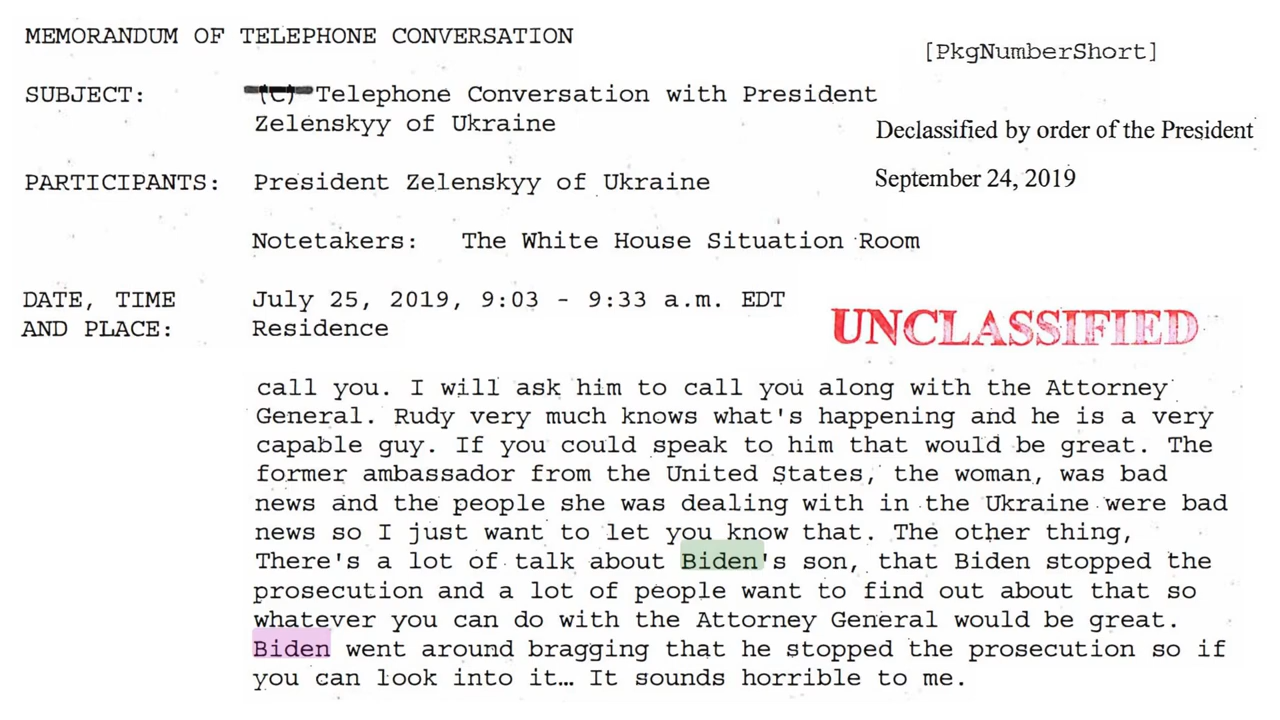 MEMORANDUM OF TELEPHONE CONVERSATION
[PkgNumberShort]
SUBJECT: (C) Telephone Conversation with President
Zelenskyy of Ukraine
Declassified by order of the President
September 24, 2019
PARTICIPANTS: President Zelenskyy of Ukraine
Notetakers: The White House Situation Room
DATE, TIME July 25, 2019, 9:03 - 9:33 a.m. EDT
AND PLACE: Residence
UNCLASSIFIED
call you. I will ask him to call you along with the Attorney
General. Rudy very much knows what's happening and he is a very
capable guy. If you could speak to him that would be great. The
former ambassador from the United States, the woman, was bad
news and the people she was dealing with in the Ukraine were bad
news so I just want to let you know that. The other thing,
There's a lot of talk about Biden's son, that Biden stopped the
prosecution and a lot of people want to find out about that so
whatever you can do with the Attorney General would be great.
Biden went around bragging that he stopped the prosecution so if
you can look into it… It sounds horrible to me.